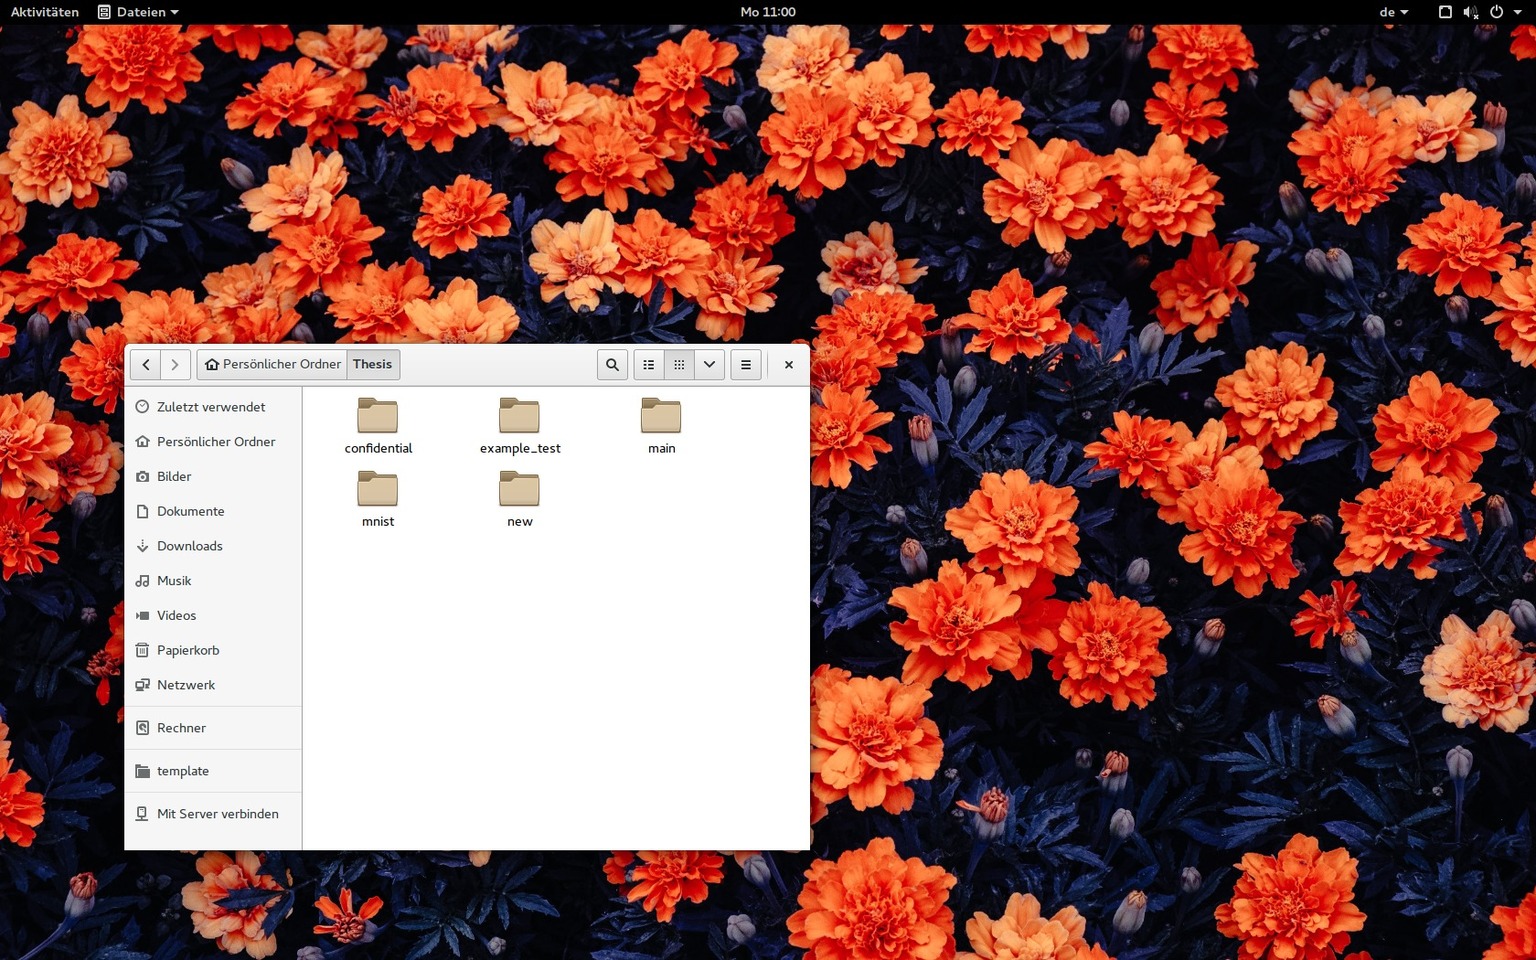 Aktivitäten Dateien Mo 11:00 de
Persönlicher Ordner Thesis
Zuletzt verwendet
Persönlicher Ordner
Bilder
Dokumente
Downloads
Musik
Videos
Papierkorb
Netzwerk
Rechner
template
Mit Server verbinden
confidential example_test main
mnist new